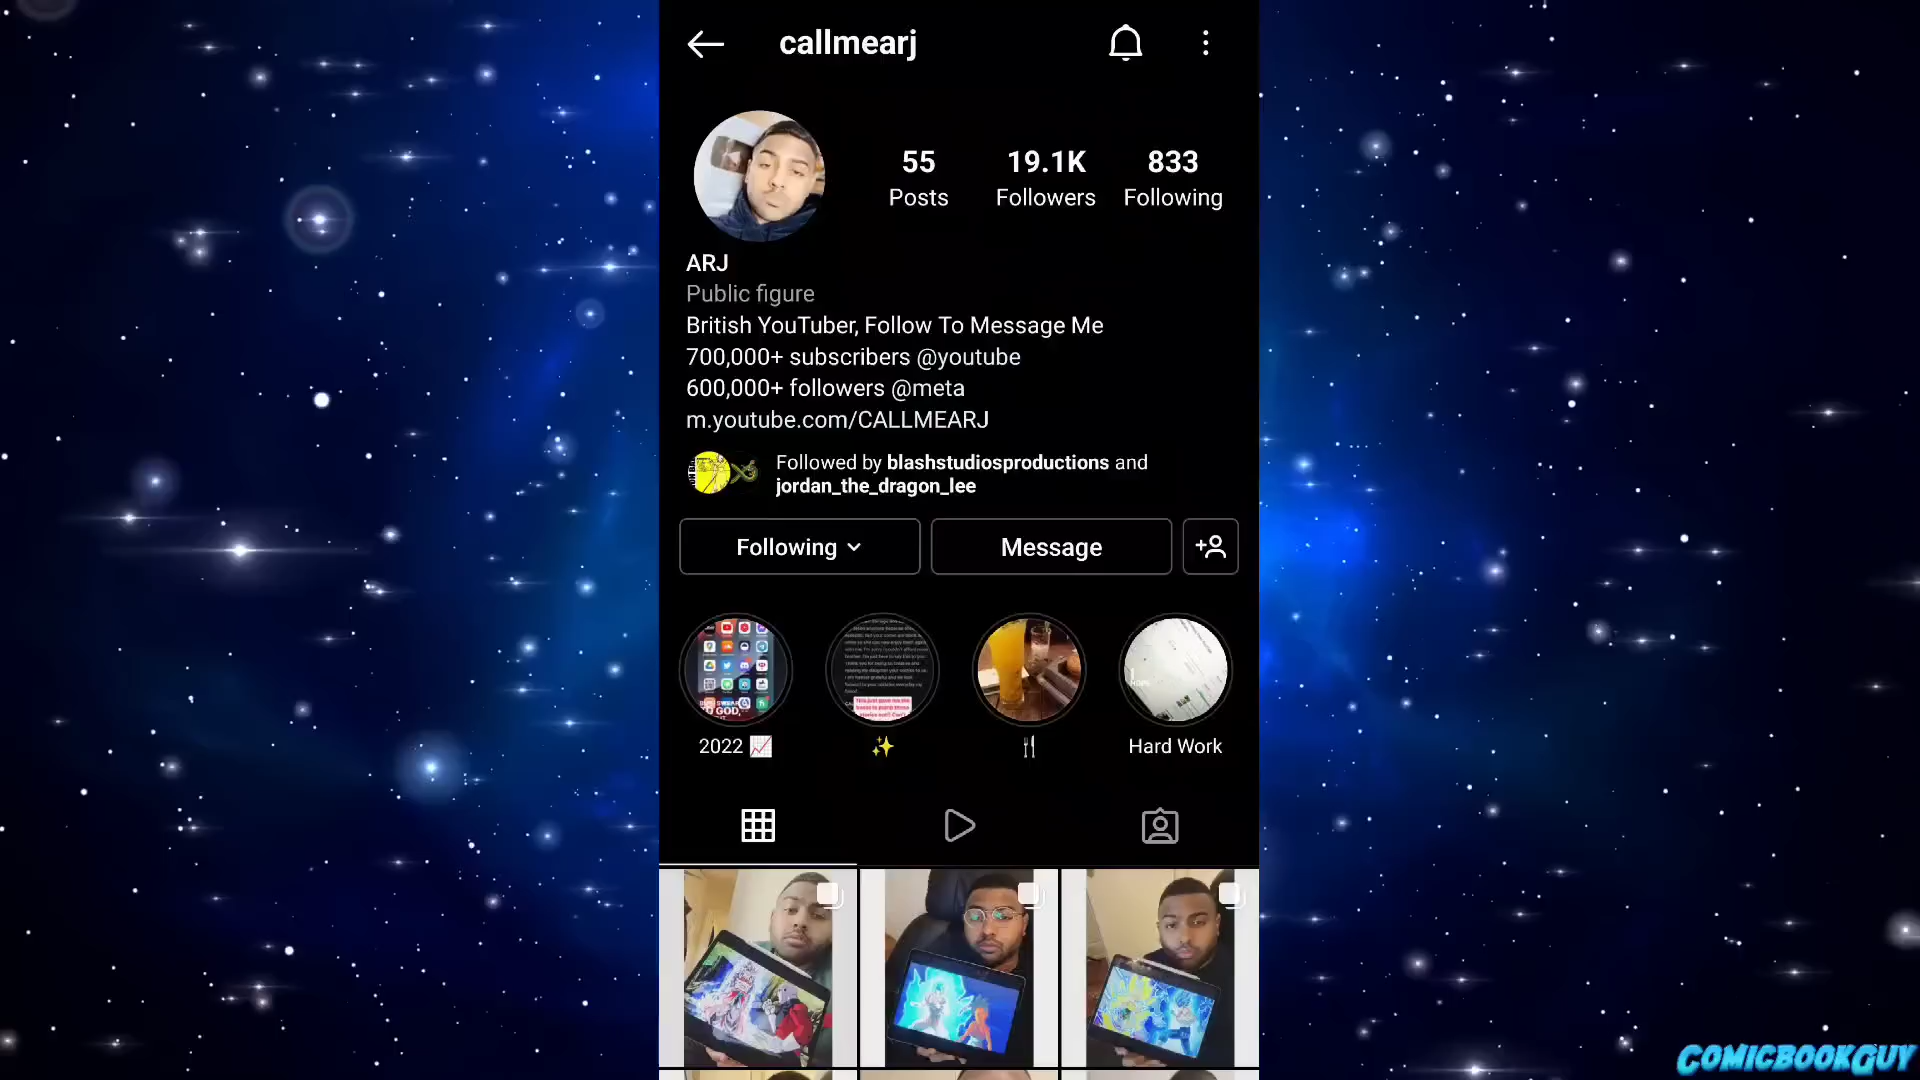 callmearj
55
19.1K
833
Posts
Followers
Following
ARJ
Public figure
British YouTuber, Follow To Message Me
700,000+ subscribers @youtube
600,000+ followers @meta
m.youtube.com/CALLMEARJ
Followed by blashstudiosproductions and
jordan_the_dragon_lee
Following
Message
2022
Hard Work
COMICBOOKGUY